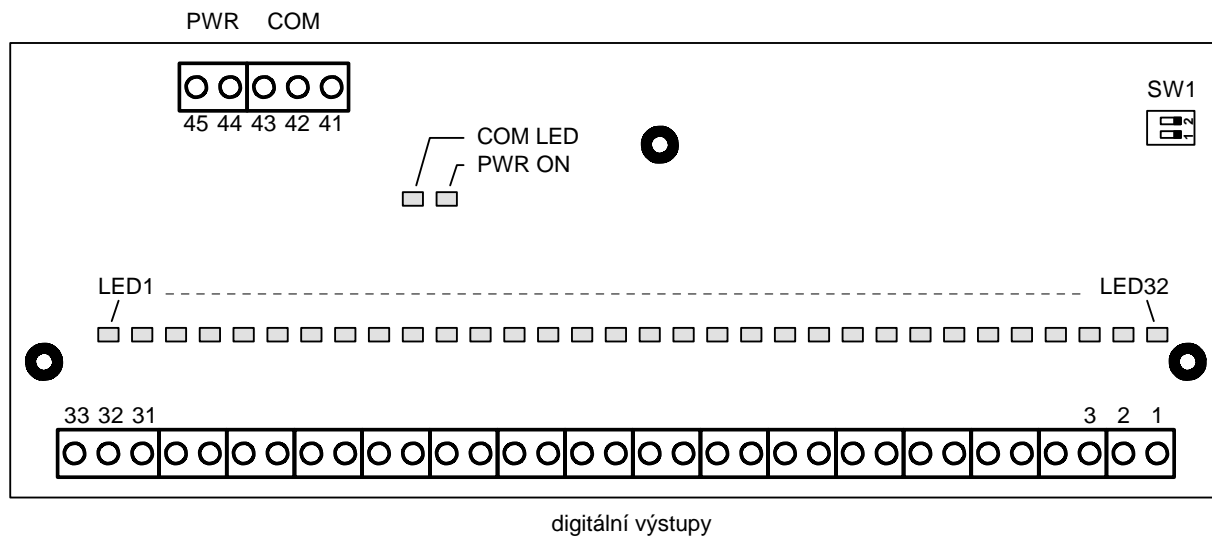 PWR COM
SW1
45 44 43 42 41
2
1
COM LED
PWR ON
LED1
LED32
33 32 31 3 2 1
digitální výstupy